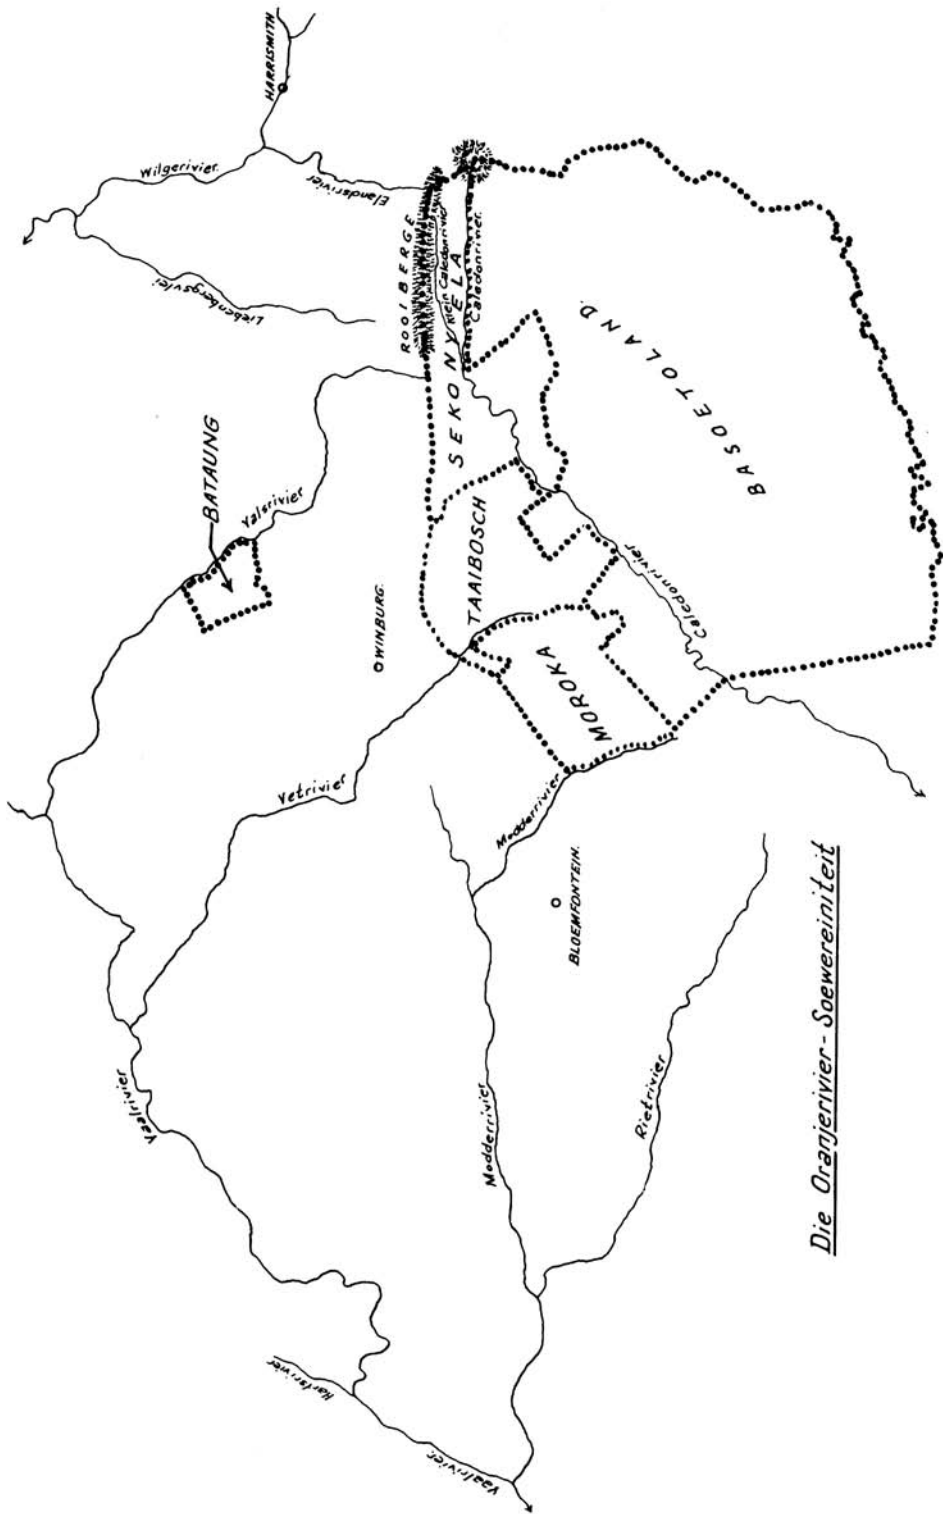 HARRISMITH
Wilgerivier.
Elandsrivier
Liebenbergsvlei
ROOIBERGE
Klein Caledonrivier
Caledonrivier.
SEKONYELA
BASOETOLAND
BATAUNG
Valsrivier
TAAIBOSCH
WINBURG.
MOROKA
Caledonrivier
Vetrivier
Modderrivier
BLOEMFONTEIN.
Vaalrivier
Modderrivier
Rietrivier
Hartsrivier
Vaalrivier.
Die Oranjerivier-Soewereiniteit